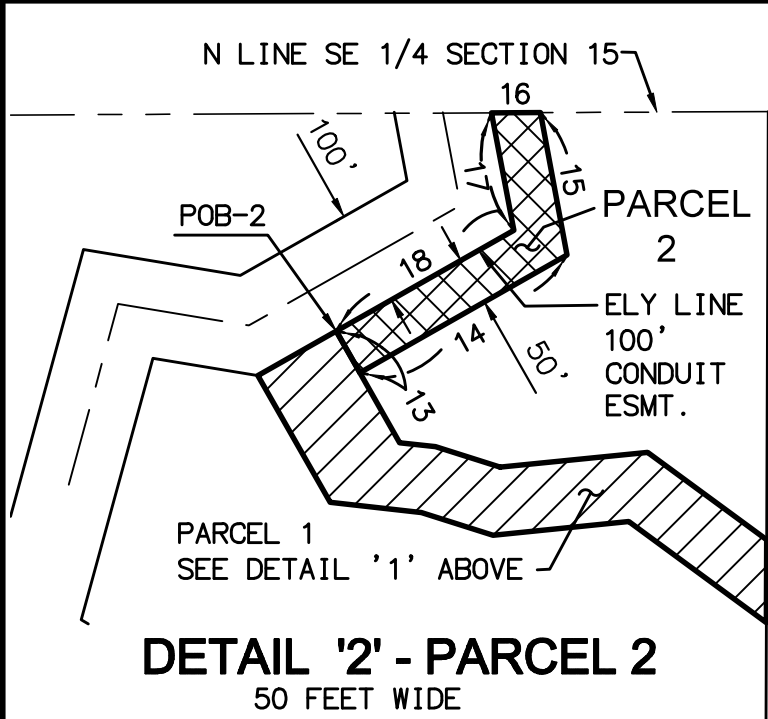 N LINE SE 1/4 SECTION 15
16
100'
17
15
POB-2
PARCEL
2
18
ELY LINE
100'
CONDUIT
ESMT.
14
50'
13
PARCEL 1
SEE DETAIL '1' ABOVE
DETAIL '2' - PARCEL 2
50 FEET WIDE